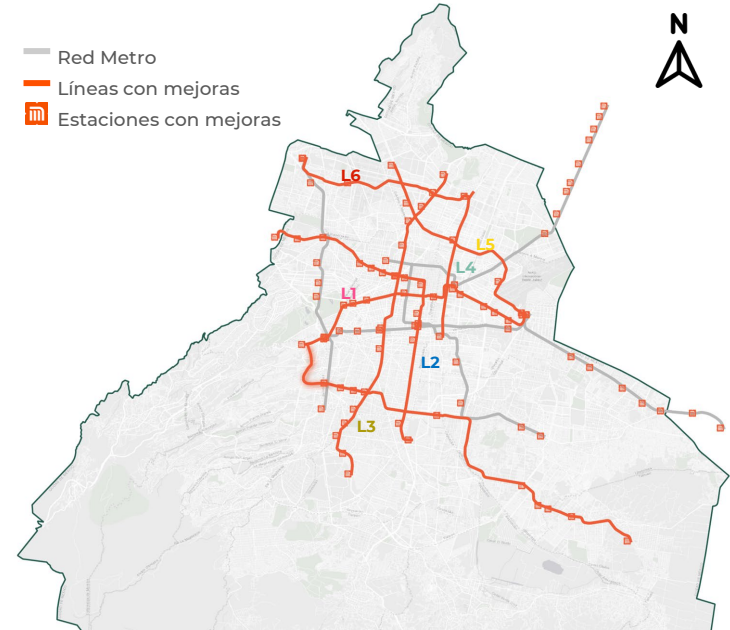 N
Red Metro
Líneas con mejoras
Estaciones con mejoras
L6
L5
L4
L1
L2
L3